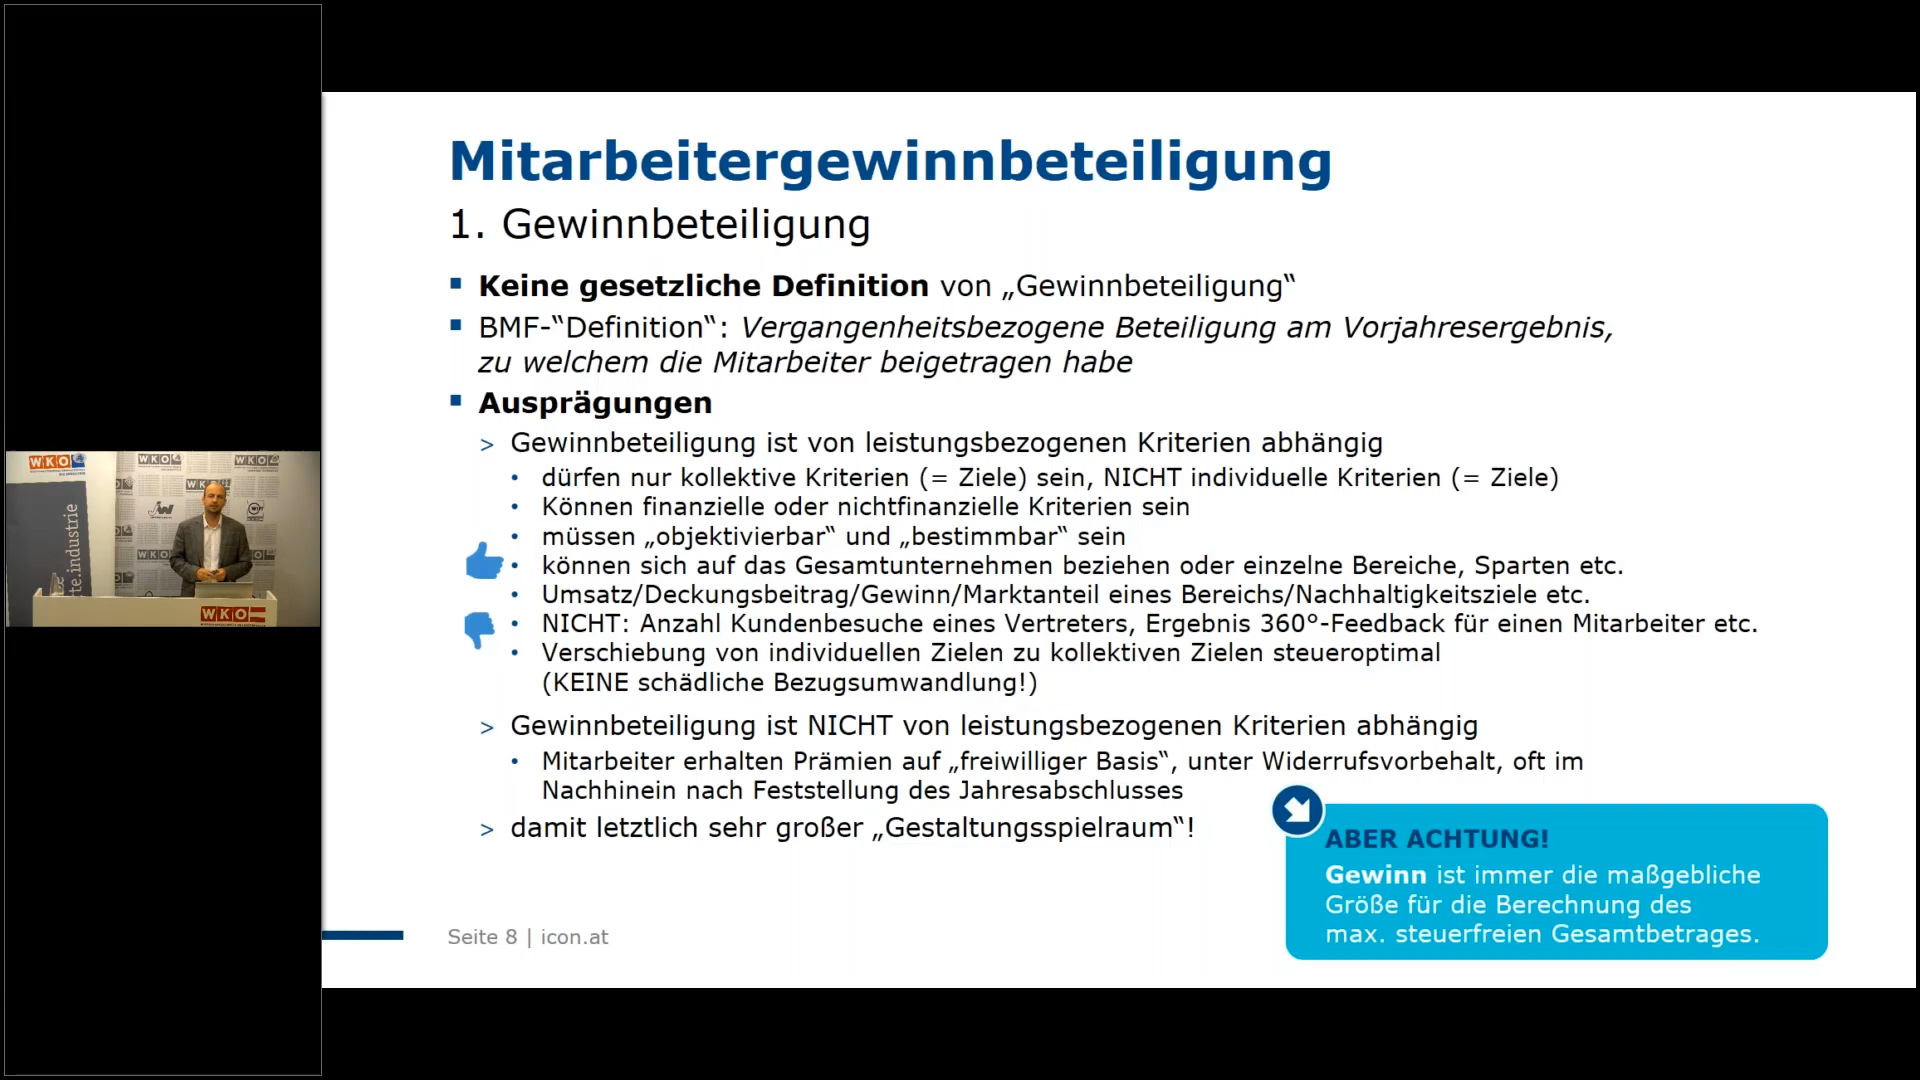 Mitarbeitergewinnbeteiligung
1. Gewinnbeteiligung
Keine gesetzliche Definition von „Gewinnbeteiligung“
BMF-“Definition“: Vergangenheitsbezogene Beteiligung am Vorjahresergebnis,
zu welchem die Mitarbeiter beigetragen habe
Ausprägungen
> Gewinnbeteiligung ist von leistungsbezogenen Kriterien abhängig
• dürfen nur kollektive Kriterien (= Ziele) sein, NICHT individuelle Kriterien (= Ziele)
• Können finanzielle oder nichtfinanzielle Kriterien sein
• müssen „objektivierbar“ und „bestimmbar“ sein
• können sich auf das Gesamtunternehmen beziehen oder einzelne Bereiche, Sparten etc.
• Umsatz/Deckungsbeitrag/Gewinn/Marktanteil eines Bereichs/Nachhaltigkeitsziele etc.
• NICHT: Anzahl Kundenbesuche eines Vertreters, Ergebnis 360°-Feedback für einen Mitarbeiter etc.
• Verschiebung von individuellen Zielen zu kollektiven Zielen steueroptimal
(KEINE schädliche Bezugsumwandlung!)
> Gewinnbeteiligung ist NICHT von leistungsbezogenen Kriterien abhängig
• Mitarbeiter erhalten Prämien auf „freiwilliger Basis“, unter Widerrufsvorbehalt, oft im
Nachhinein nach Feststellung des Jahresabschlusses
> damit letztlich sehr großer „Gestaltungsspielraum“!
ABER ACHTUNG!
Gewinn ist immer die maßgebliche
Größe für die Berechnung des
max. steuerfreien Gesamtbetrages.
Seite 8 | icon.at
WKO
WKO
WKO
WKO
WKO
WKO
te.industrie
WKO